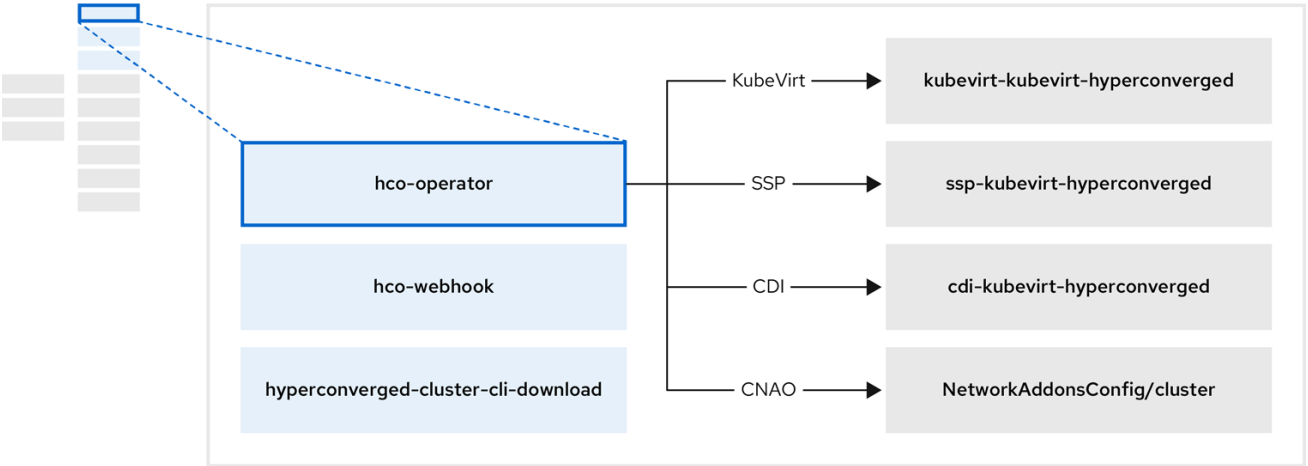 KubeVirt
kubevirt-kubevirt-hyperconverged
hco-operator
SSP
ssp-kubevirt-hyperconverged
hco-webhook
CDI
cdi-kubevirt-hyperconverged
hyperconverged-cluster-cli-download
CNAO
NetworkAddonsConfig/cluster